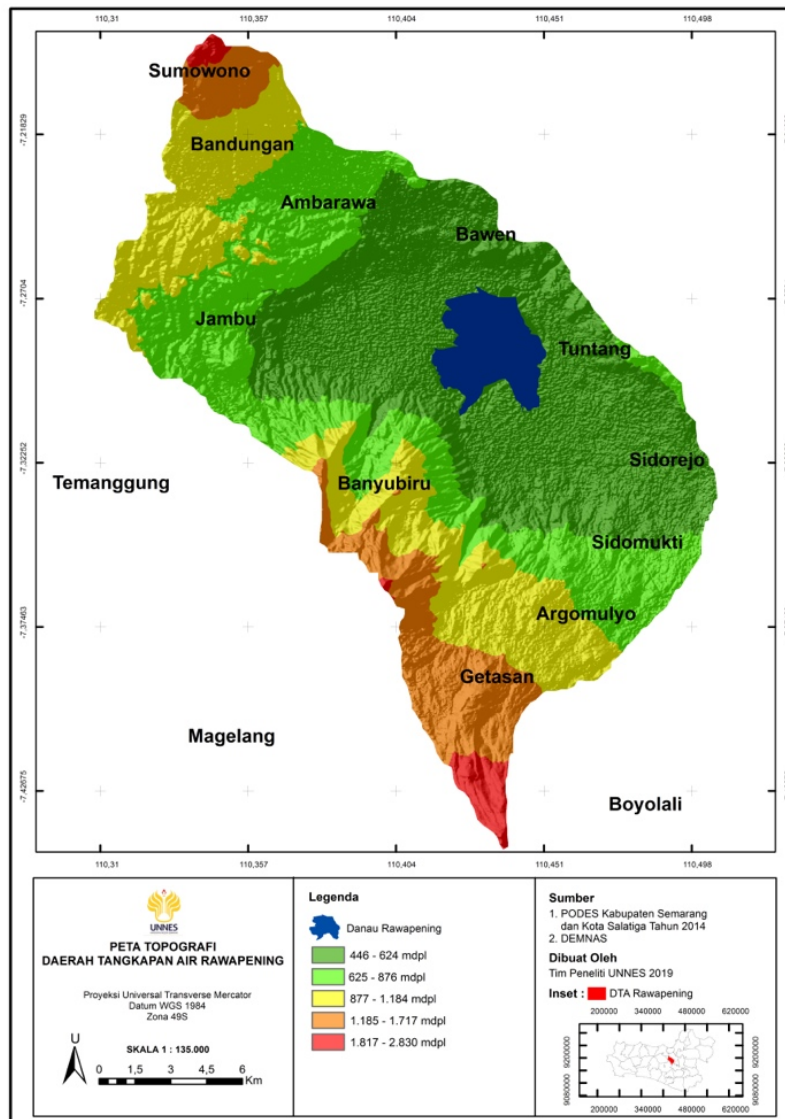 110,31 110,357 110,404 110,451 110,498
Sumowono
-7,21829
Bandungan
Ambarawa
Bawen
-7,2704
Jambu
Tuntang
-7,32252
Sidorejo
Temanggung
Banyubiru
Sidomukti
-7,37463
Argomulyo
Getasan
Magelang
-7,42675
Boyolali
110,31 110,357 110,404 110,451 110,498
UNNES
PETA TOPOGRAFI
DAERAH TANGKAPAN AIR RAWAPENING
Proyeksi Universal Transverse Mercator
Datum WGS 1984
Zona 49S
U
SKALA 1 : 135.000
0 1,5 3 4,5 6
Km
Legenda
Danau Rawapening
446 - 624 mdpl
625 - 876 mdpl
877 - 1.184 mdpl
1.185 - 1.717 mdpl
1.817 - 2.830 mdpl
Sumber
1. PODES Kabupaten Semarang
dan Kota Salatiga Tahun 2014
2. DEMNAS
Dibuat Oleh
Tim Peneliti UNNES 2019
Inset : DTA Rawapening
200000 340000 480000 620000
9200000 9200000
9080000 9080000
200000 340000 480000 620000